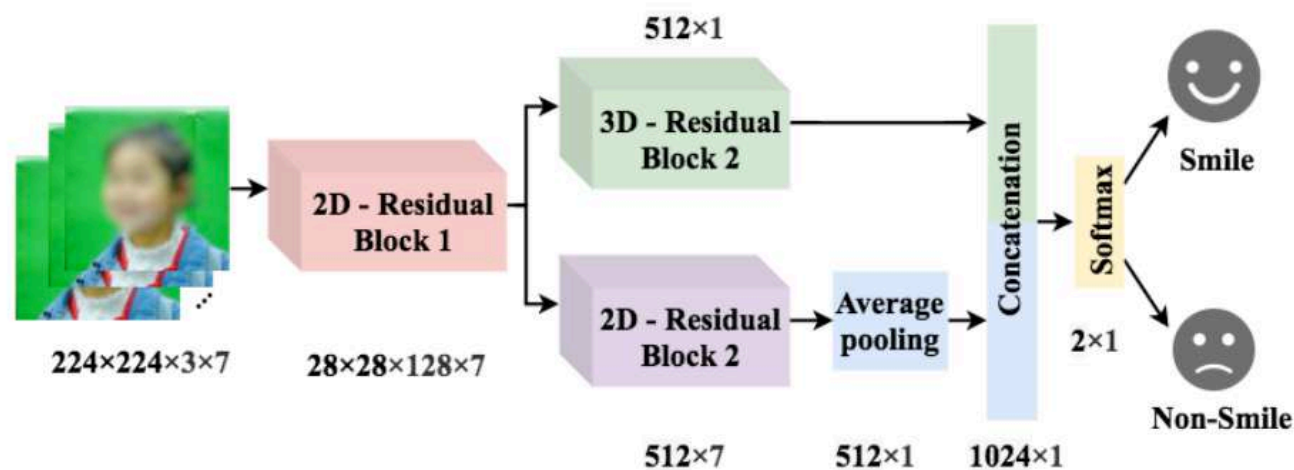 512×1
3D - Residual
Block 2
2D - Residual
Block 1
2D - Residual
Block 2
Average
pooling
Concatenation
Softmax
Smile
Non-Smile
...
224×224×3×7
28×28×128×7
512×7
512×1
1024×1
2×1